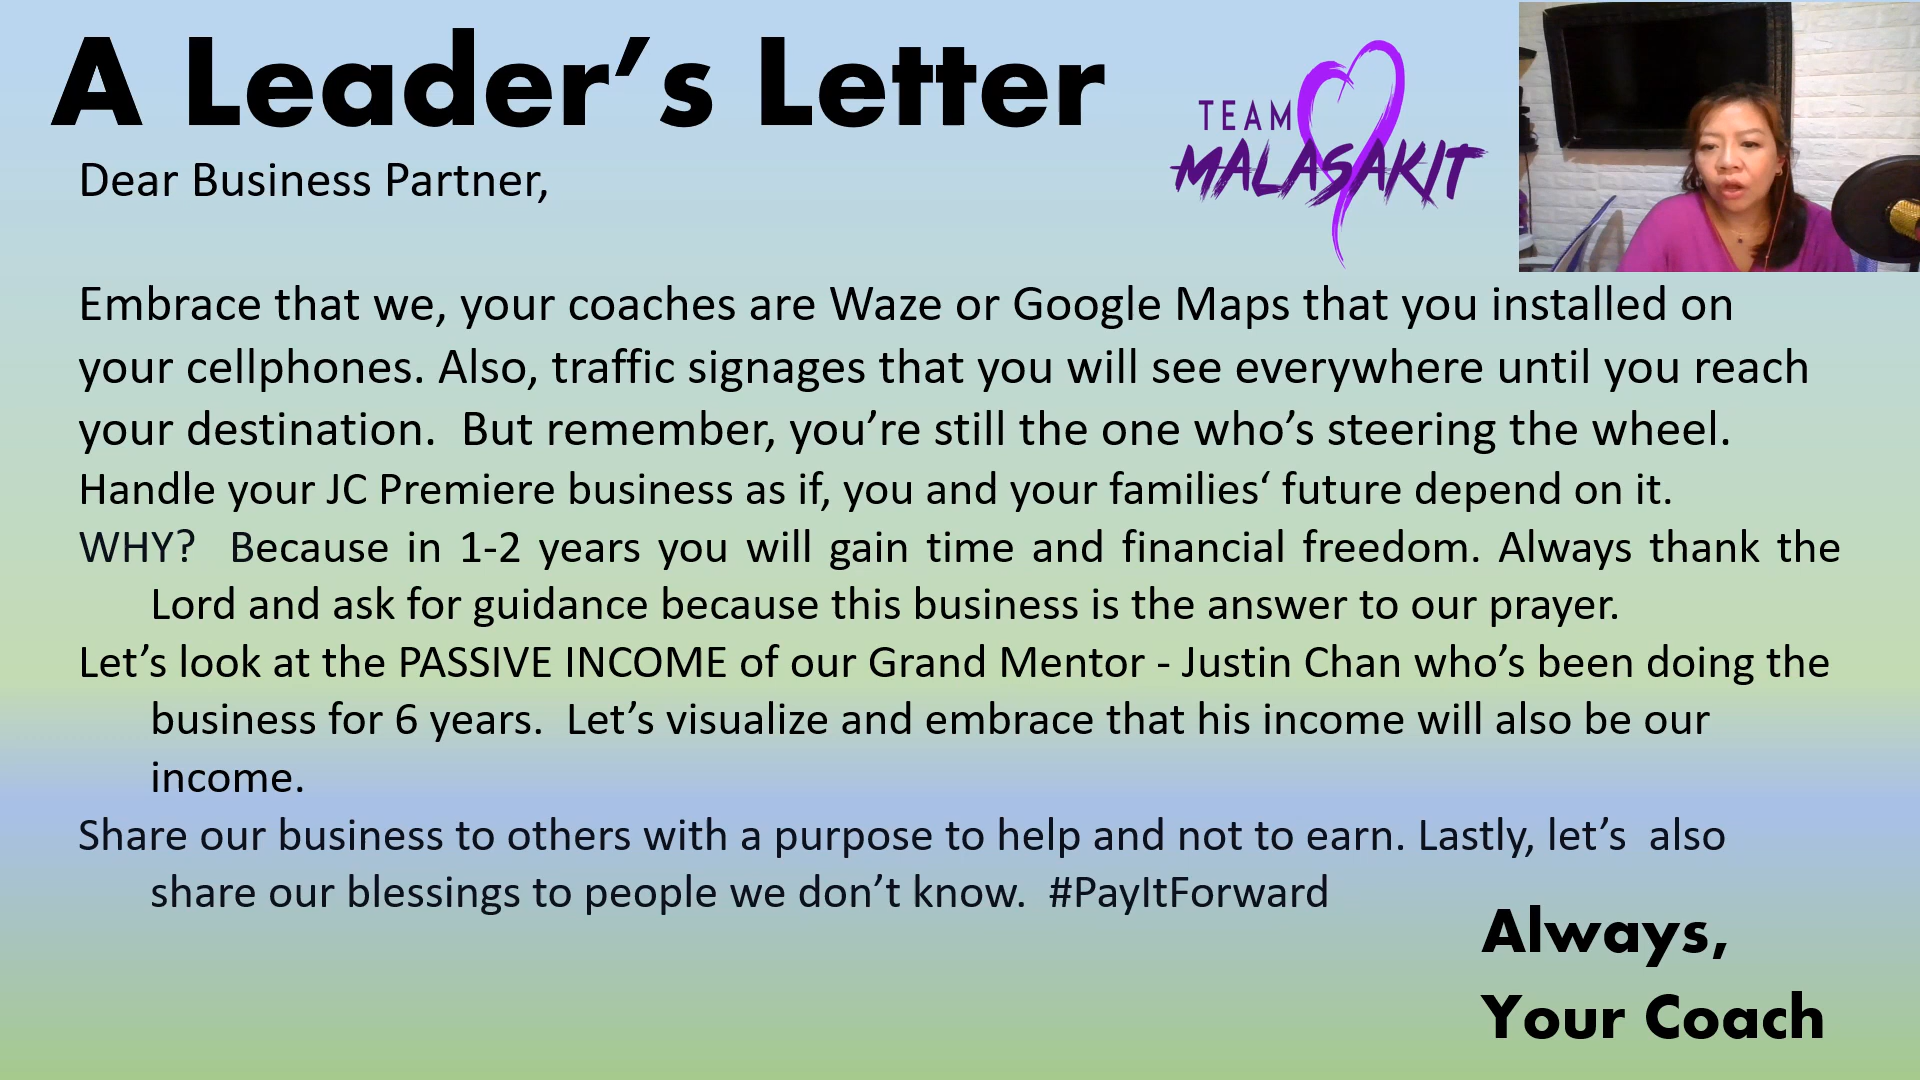 A Leader’s Letter
TEAM
MALASAKIT
Dear Business Partner,
Embrace that we, your coaches are Waze or Google Maps that you installed on
your cellphones. Also, traffic signages that you will see everywhere until you reach
your destination.  But remember, you’re still the one who’s steering the wheel.
Handle your JC Premiere business as if, you and your families‘ future depend on it.
WHY?  Because in 1-2 years you will gain time and financial freedom. Always thank the
Lord and ask for guidance because this business is the answer to our prayer.
Let’s look at the PASSIVE INCOME of our Grand Mentor - Justin Chan who’s been doing the
business for 6 years.  Let’s visualize and embrace that his income will also be our
income.
Share our business to others with a purpose to help and not to earn. Lastly, let’s  also
share our blessings to people we don’t know.  #PayItForward
Always,
Your Coach